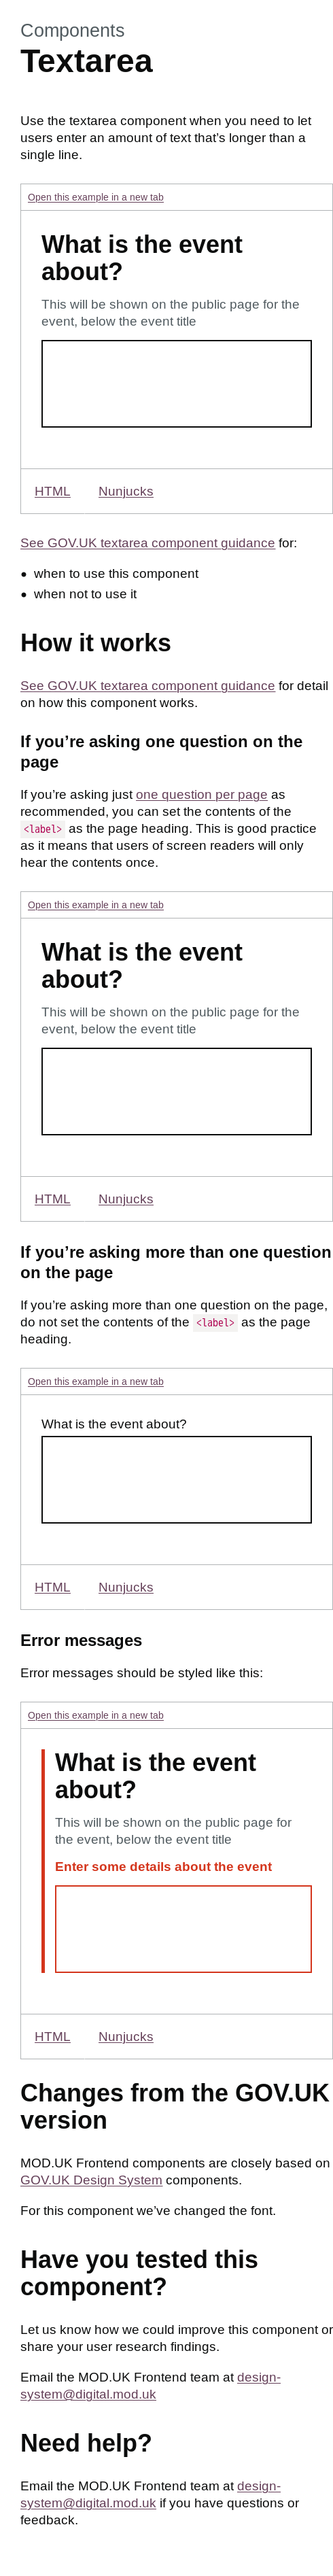 Components
Textarea
Use the textarea component when you need to let
users enter an amount of text that’s longer than a
single line.
Open this example in a new tab
What is the event
about?
This will be shown on the public page for the
event, below the event title
HTML Nunjucks
See GOV.UK textarea component guidance for:
• when to use this component
• when not to use it
How it works
See GOV.UK textarea component guidance for detail
on how this component works.
If you’re asking one question on the
page
If you’re asking just one question per page as
recommended, you can set the contents of the
<label> as the page heading. This is good practice
as it means that users of screen readers will only
hear the contents once.
Open this example in a new tab
What is the event
about?
This will be shown on the public page for the
event, below the event title
HTML Nunjucks
If you’re asking more than one question
on the page
If you’re asking more than one question on the page,
do not set the contents of the <label> as the page
heading.
Open this example in a new tab
What is the event about?
HTML Nunjucks
Error messages
Error messages should be styled like this:
Open this example in a new tab
What is the event
about?
This will be shown on the public page for
the event, below the event title
Enter some details about the event
HTML Nunjucks
Changes from the GOV.UK
version
MOD.UK Frontend components are closely based on
GOV.UK Design System components.
For this component we’ve changed the font.
Have you tested this
component?
Let us know how we could improve this component or
share your user research findings.
Email the MOD.UK Frontend team at design-
system@digital.mod.uk
Need help?
Email the MOD.UK Frontend team at design-
system@digital.mod.uk if you have questions or
feedback.